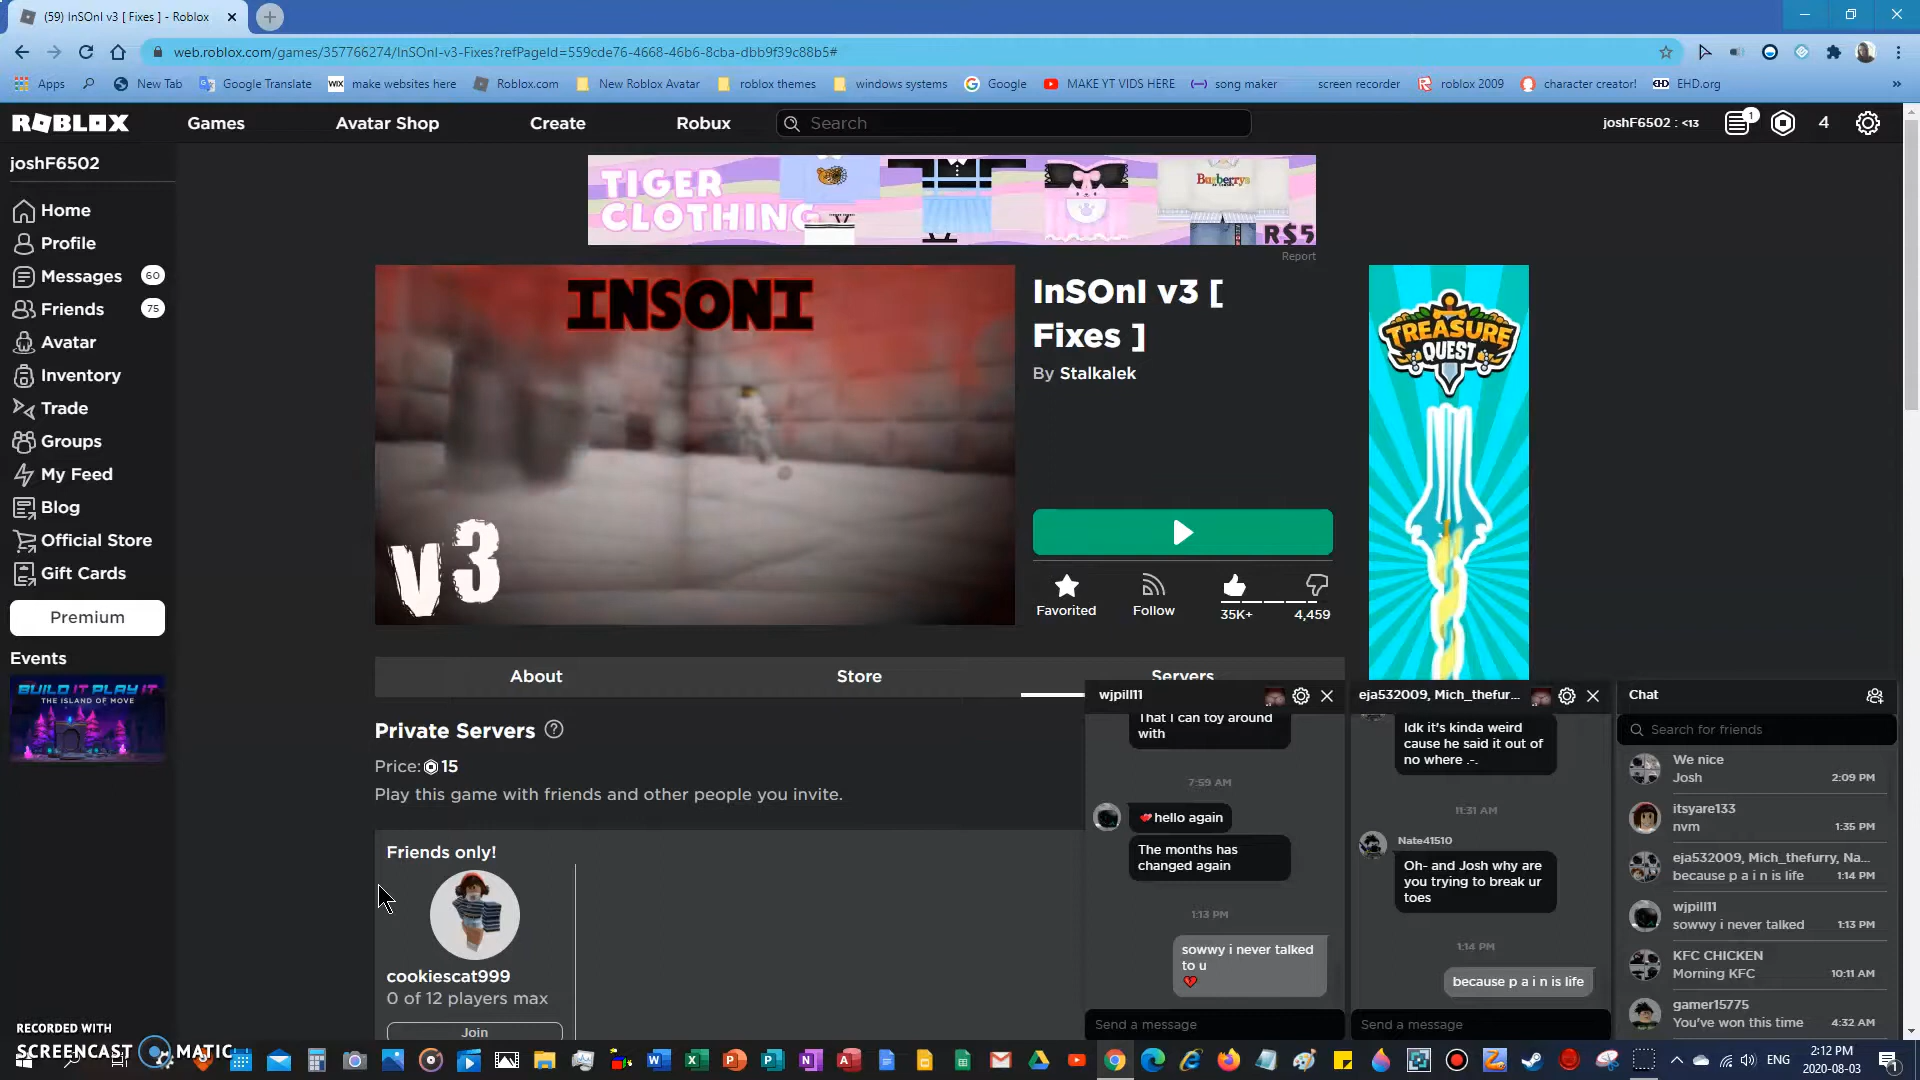 (59) InSOnI v3 [ Fixes ] - Roblox
web.roblox.com/games/357766274/InSOnI-v3-Fixes?refPageId=559cde76-4668-46b6-8cba-dbb9f39c88b5#
Apps
New Tab
Google Translate
WIX
make websites here
Roblox.com
New Roblox Avatar
roblox themes
windows systems
Google
MAKE YT VIDS HERE
song maker
screen recorder
roblox 2009
character creator!
EHD
EHD.org
»
ROBLOX
Games
Avatar Shop
Create
Robux
Search
joshF6502 : <13
1
4
joshF6502
Home
Profile
Messages
60
Friends
75
Avatar
Inventory
Trade
Groups
My Feed
Blog
Official Store
Gift Cards
Premium
Events
BUILD IT PLAY IT
THE ISLAND OF MOVE
TIGER
CLOTHING
Burberrys
R$5
Report
INSONI
v3
InSOnI v3 [
Fixes ]
By Stalkalek
Favorited
Follow
35K+
4,459
TREASURE
QUEST
About
Store
Servers
Private Servers
Price: 15
Play this game with friends and other people you invite.
Friends only!
cookiescat999
0 of 12 players max
Join
wjpill11
That I can toy around
with
7:59 AM
hello again
The months has
changed again
1:13 PM
sowwy i never talked
to u
Send a message
eja532009, Mich_thefur...
Idk it's kinda weird
cause he said it out of
no where .-.
11:31 AM
Nate41510
Oh- and Josh why are
you trying to break ur
toes
1:14 PM
because p a i n is life
Send a message
Chat
Search for friends
We nice
Josh
2:09 PM
itsyare133
nvm
1:35 PM
eja532009, Mich_thefurry, Na...
because p a i n is life
1:14 PM
wjpill11
sowwy i never talked
1:13 PM
KFC CHICKEN
Morning KFC
10:11 AM
gamer15775
You've won this time
4:32 AM
RECORDED WITH
SCREENCAST MATIC
ENG
2:12 PM
2020-08-03
1